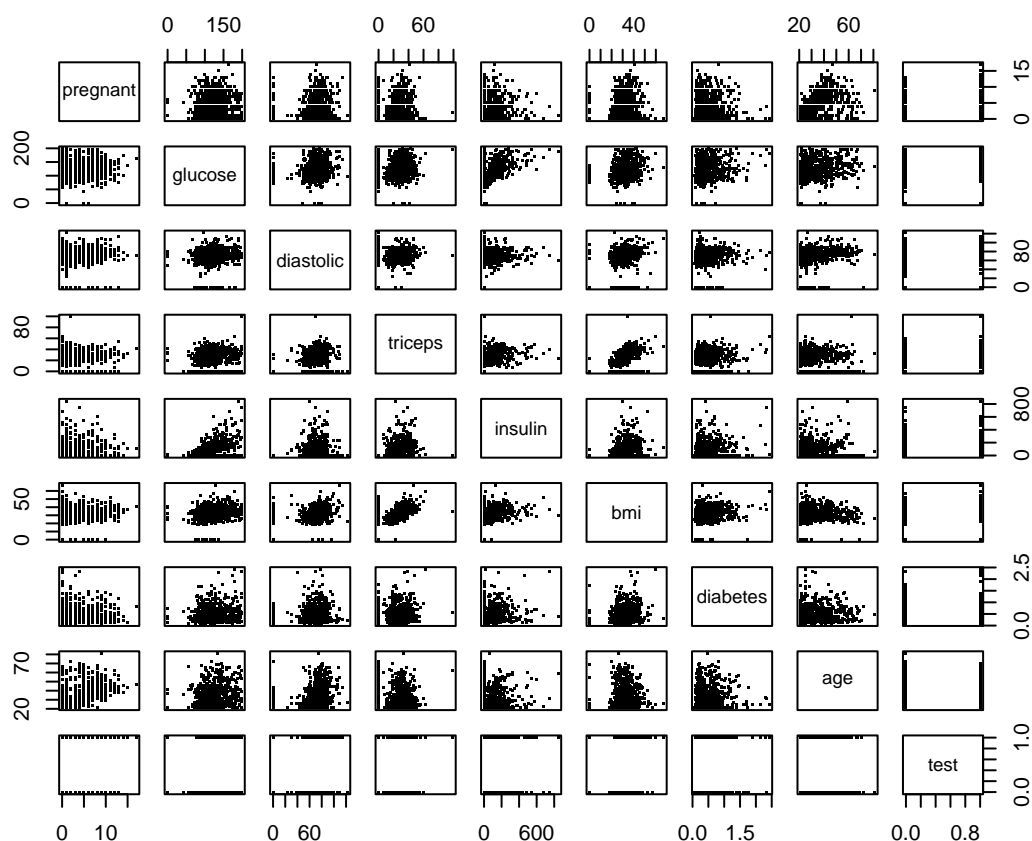 0 150 0 60 0 40 20 60
pregnant 0 15
0 200 glucose
diastolic 0 80
0 80 triceps
insulin 0 800
0 50 bmi
diabetes 0.0 2.5
20 70 age
test 0.0 1.0
0 10 60 0 600 0.0 1.5 0.0 0.8